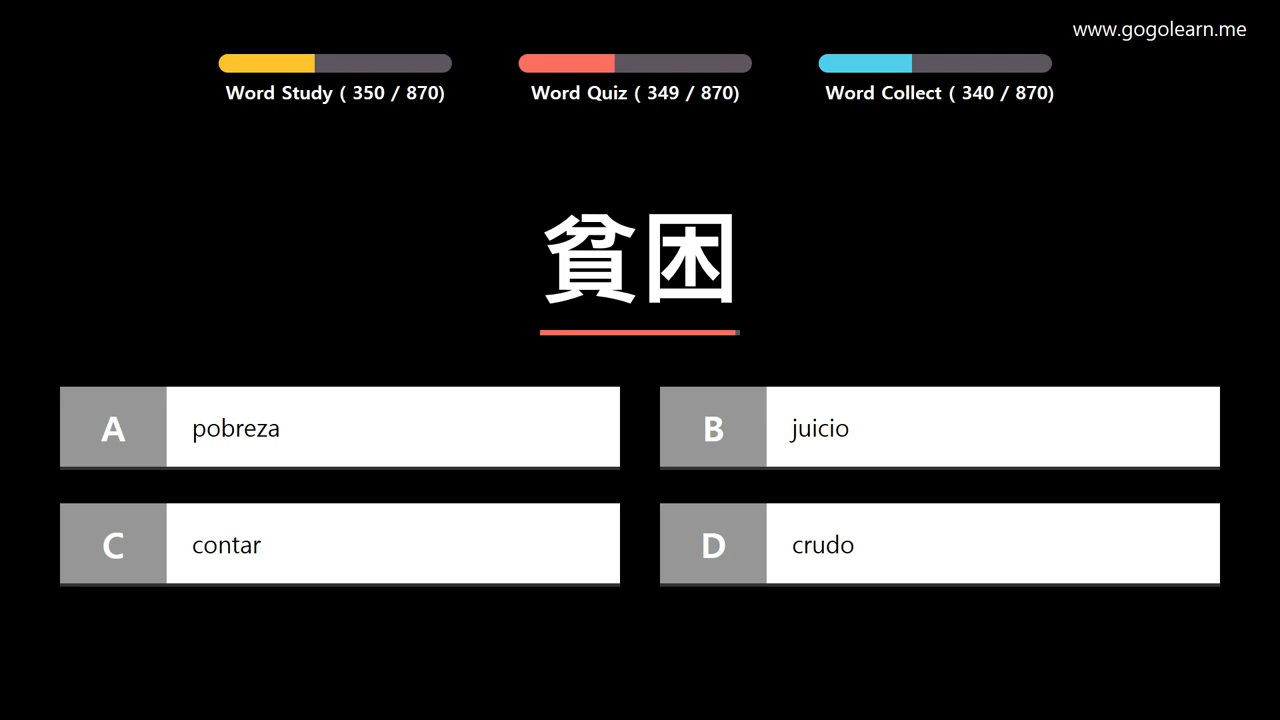 www.gogolearn.me
Word Study ( 350 / 870)
Word Quiz ( 349 / 870)
Word Collect ( 340 / 870)
貧困
A pobreza
B juicio
C contar
D crudo